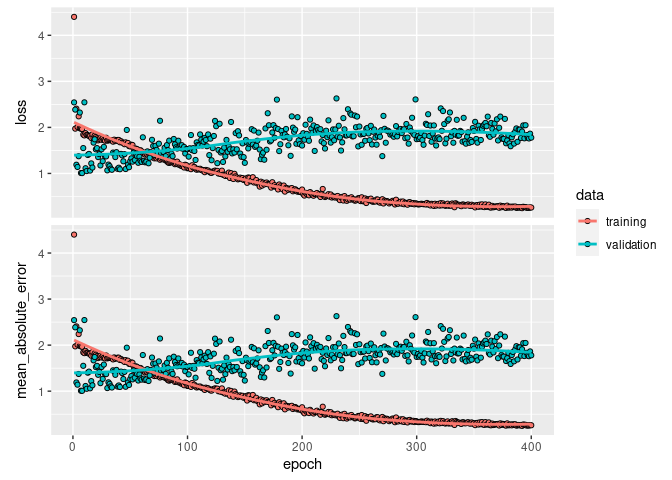 4
3
2
1
loss
4
3
2
1
mean_absolute_error
0
100
200
300
400
epoch
data
training
validation